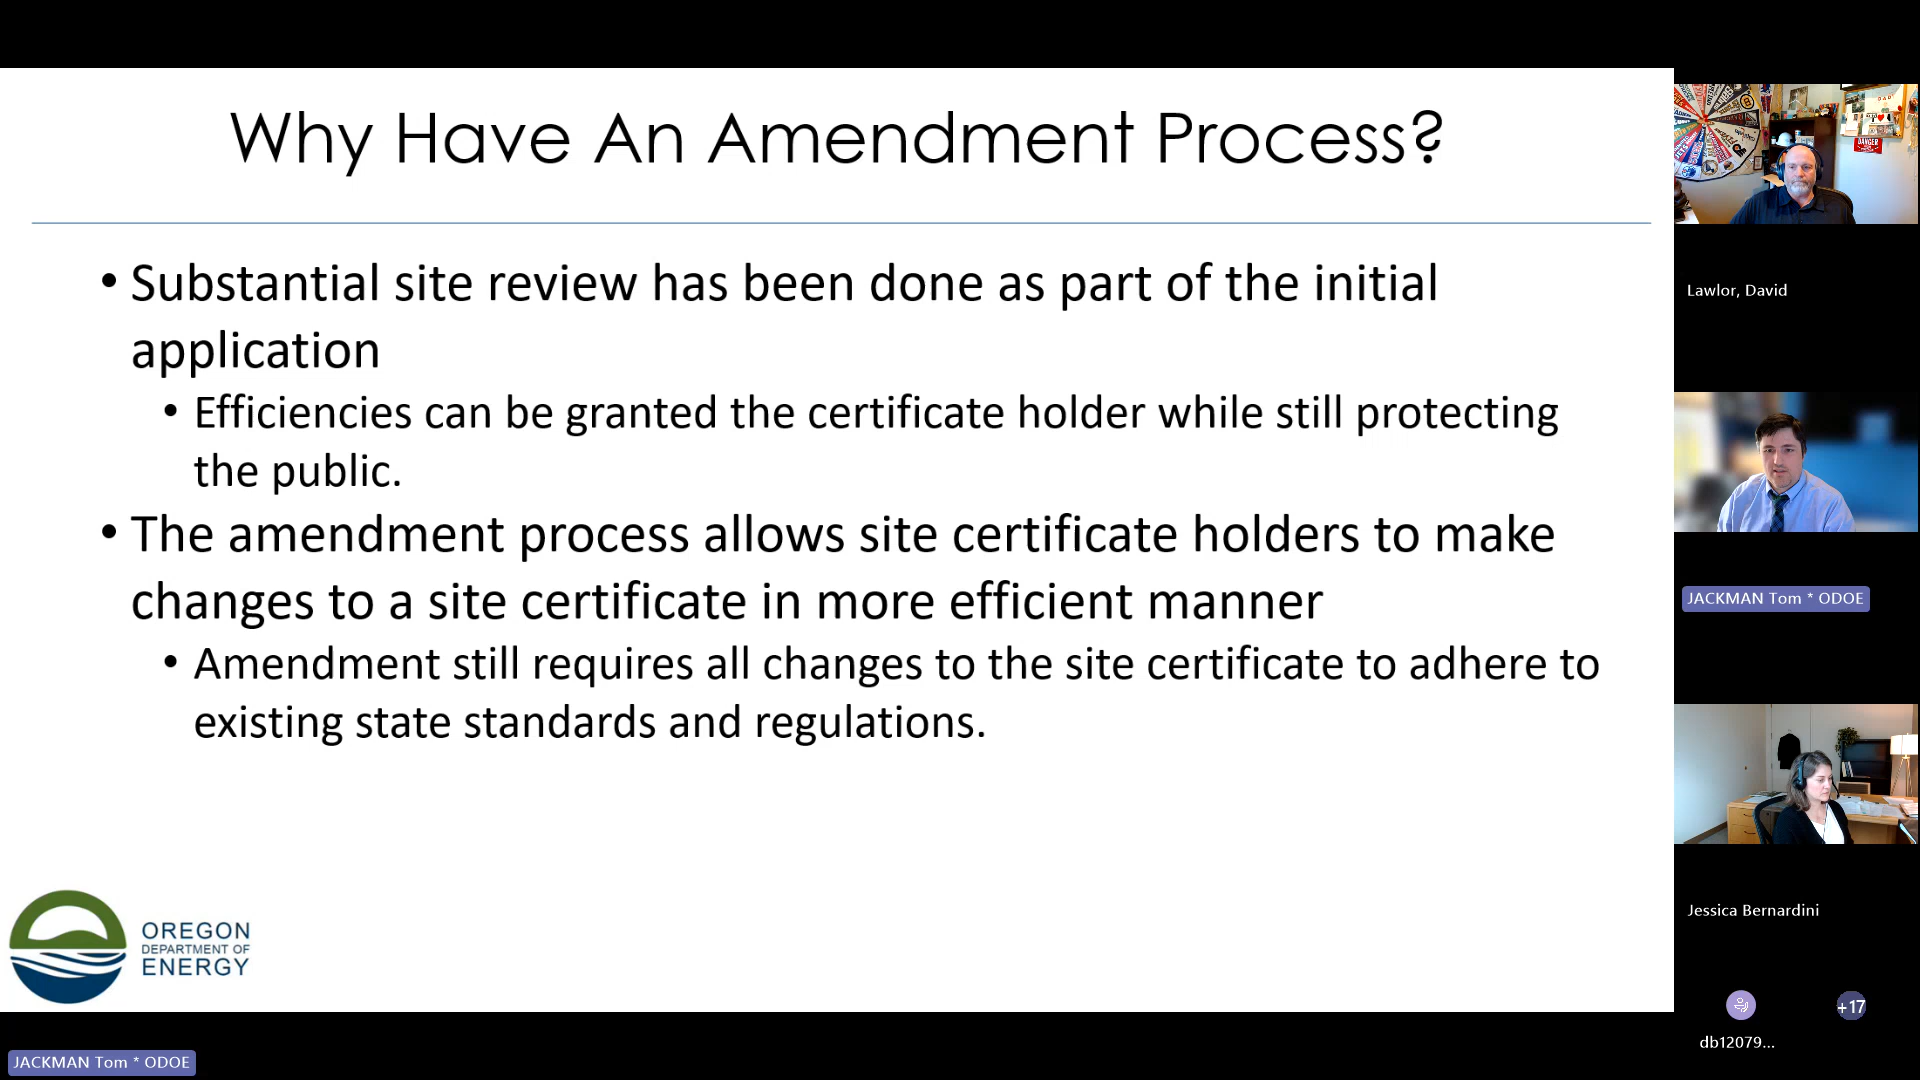 Why Have An Amendment Process?
• Substantial site review has been done as part of the initial
application
• Efficiencies can be granted the certificate holder while still protecting
the public.
• The amendment process allows site certificate holders to make
changes to a site certificate in more efficient manner
• Amendment still requires all changes to the site certificate to adhere to
existing state standards and regulations.
OREGON
DEPARTMENT OF
ENERGY
JACKMAN Tom * ODOE
DANGER
Lawlor, David
JACKMAN Tom * ODOE
Jessica Bernardini
+17
db12079...